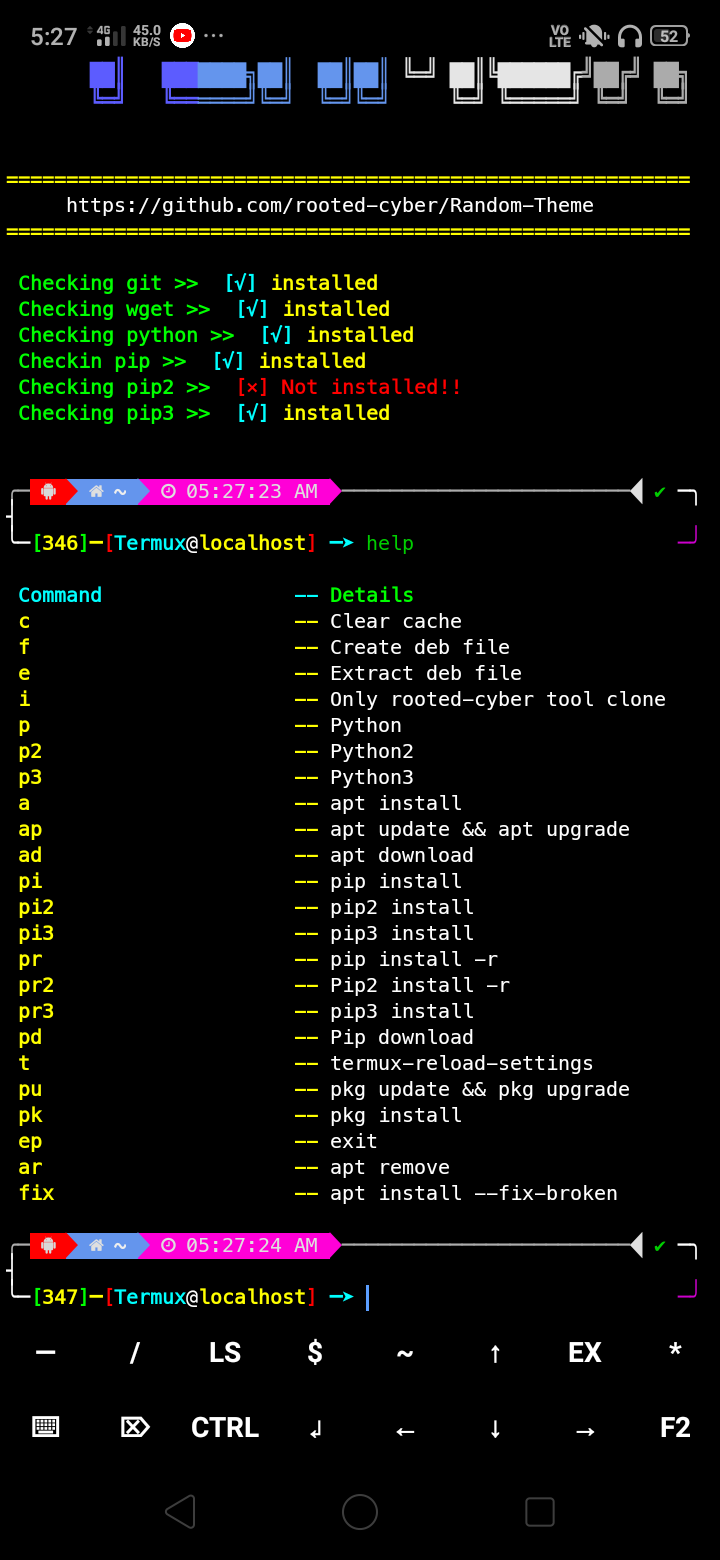 5:27 4G 45.0 KB/S ··· VO LTE 52
==========================================================
https://github.com/rooted-cyber/Random-Theme
==========================================================
Checking git >> [√] installed
Checking wget >> [√] installed
Checking python >> [√] installed
Checkin pip >> [√] installed
Checking pip2 >> [×] Not installed!!
Checking pip3 >> [√] installed
~ 05:27:23 AM ✔
[346]─[Termux@localhost] ─➤ help
Command -- Details
c -- Clear cache
f -- Create deb file
e -- Extract deb file
i -- Only rooted-cyber tool clone
p -- Python
p2 -- Python2
p3 -- Python3
a -- apt install
ap -- apt update && apt upgrade
ad -- apt download
pi -- pip install
pi2 -- pip2 install
pi3 -- pip3 install
pr -- pip install -r
pr2 -- Pip2 install -r
pr3 -- pip3 install
pd -- Pip download
t -- termux-reload-settings
pu -- pkg update && pkg upgrade
pk -- pkg install
ep -- exit
ar -- apt remove
fix -- apt install --fix-broken
~ 05:27:24 AM ✔
[347]─[Termux@localhost] ─➤
— / LS $ ~ ↑ EX *
⌨ ⌦ CTRL ↲ ← ↓ → F2